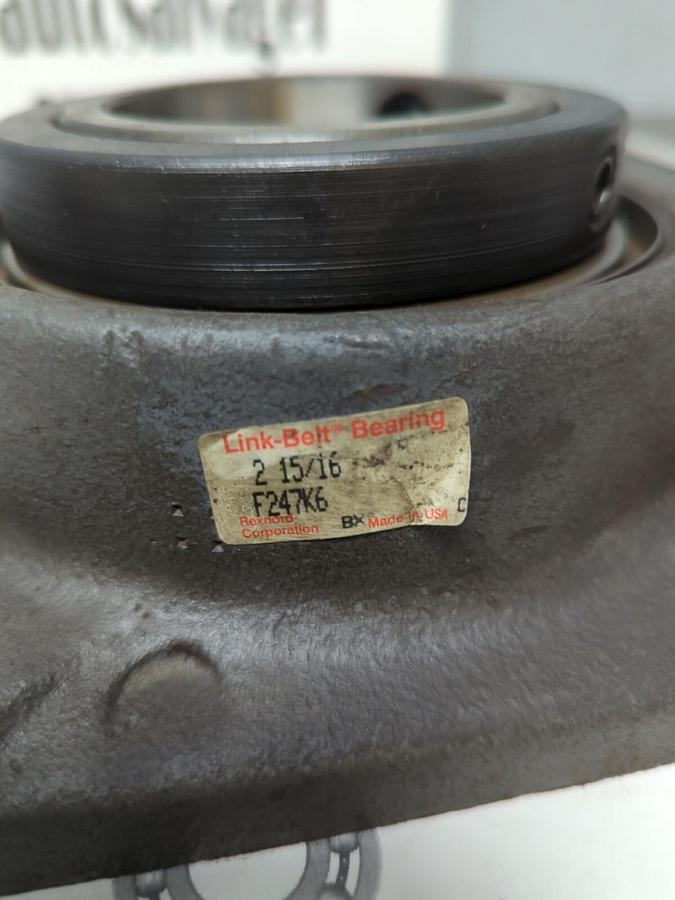 Link-Belt® Bearing
2 15/16
F247K6
Rexnord Corporation
BX Made in USA C